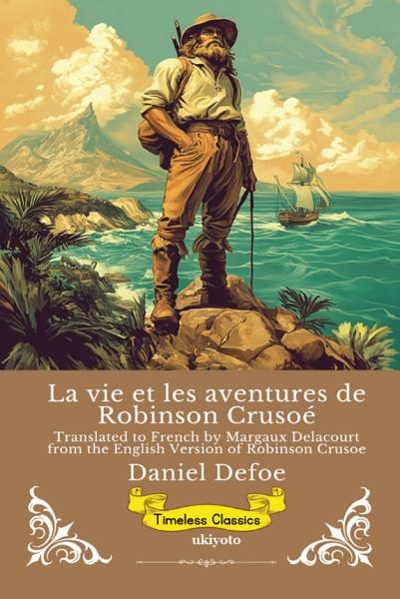 La vie et les aventures de
Robinson Crusoé
Translated to French by Margaux Delacourt
from the English Version of Robinson Crusoe
Daniel Defoe
Timeless Classics
ukiyoto